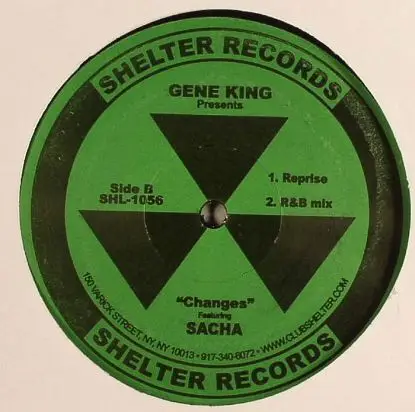 SHELTER RECORDS
GENE KING
Presents
Side B
SHL-1056
1. Reprise
2. R&B mix
"Changes"
Featuring
SACHA
150 VARICK STREET, NY, NY 10013 • 917-340-8072 • WWW.CLUBSHELTER.COM
SHELTER RECORDS